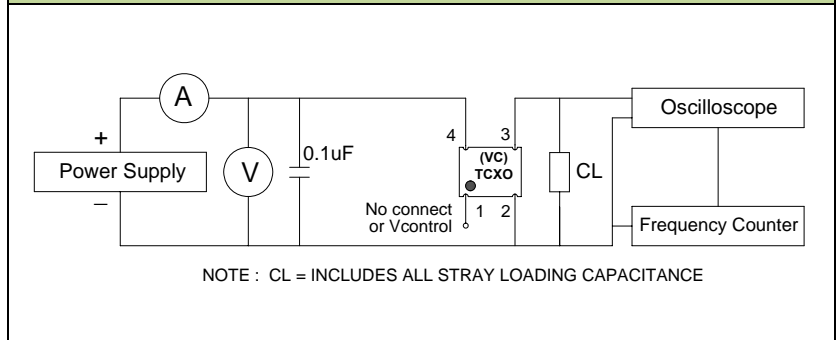 A
+
Power Supply
–
V
0.1uF
4
3
(VC)
TCXO
No connect
or Vcontrol
1
2
CL
Oscilloscope
Frequency Counter
NOTE : CL = INCLUDES ALL STRAY LOADING CAPACITANCE